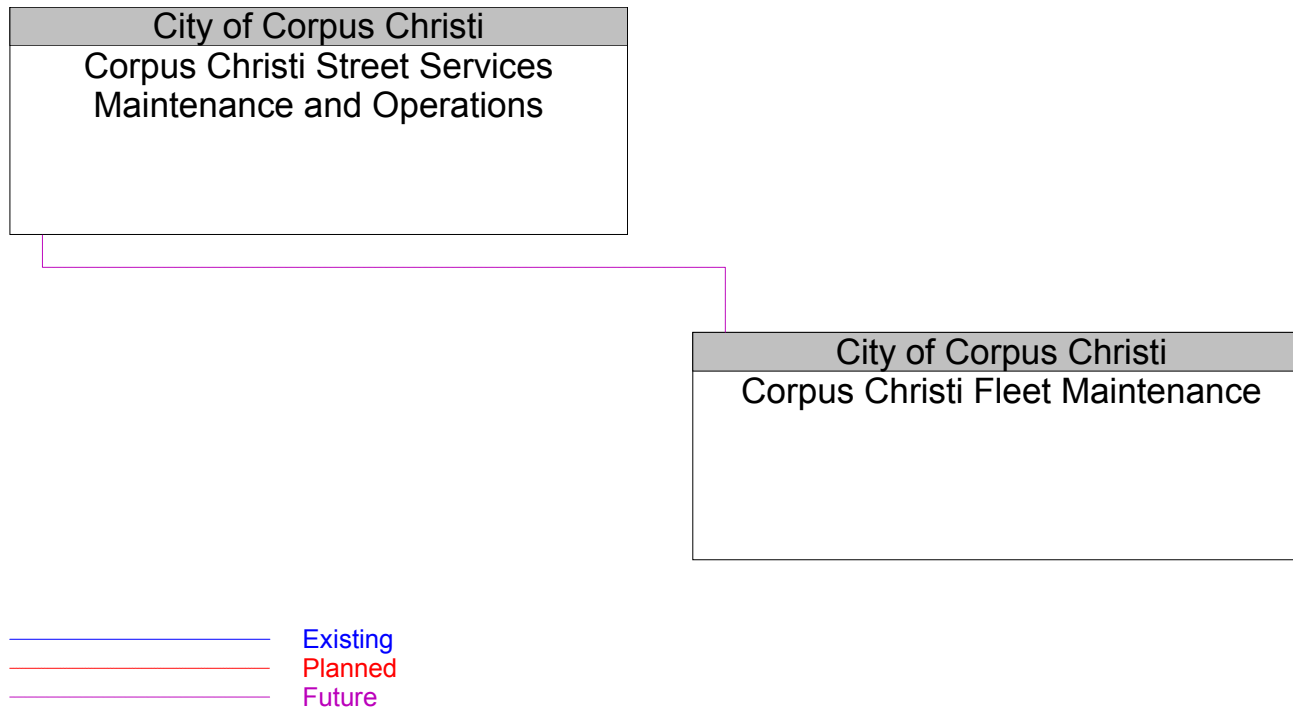 City of Corpus Christi
Corpus Christi Street Services
Maintenance and Operations
City of Corpus Christi
Corpus Christi Fleet Maintenance
Existing
Planned
Future